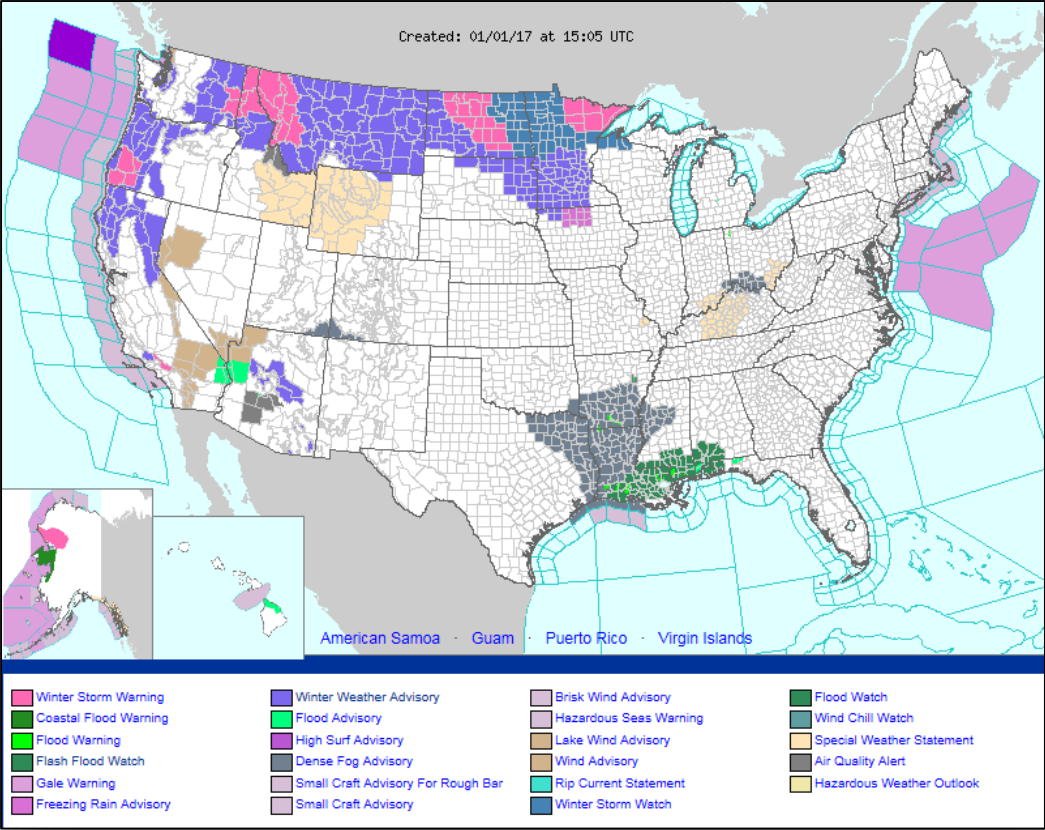 Created: 01/01/17 at 15:05 UTC
American Samoa · Guam · Puerto Rico · Virgin Islands
Winter Storm Warning
Coastal Flood Warning
Flood Warning
Flash Flood Watch
Gale Warning
Freezing Rain Advisory
Winter Weather Advisory
Flood Advisory
High Surf Advisory
Dense Fog Advisory
Small Craft Advisory For Rough Bar
Small Craft Advisory
Brisk Wind Advisory
Hazardous Seas Warning
Lake Wind Advisory
Wind Advisory
Rip Current Statement
Winter Storm Watch
Flood Watch
Wind Chill Watch
Special Weather Statement
Air Quality Alert
Hazardous Weather Outlook